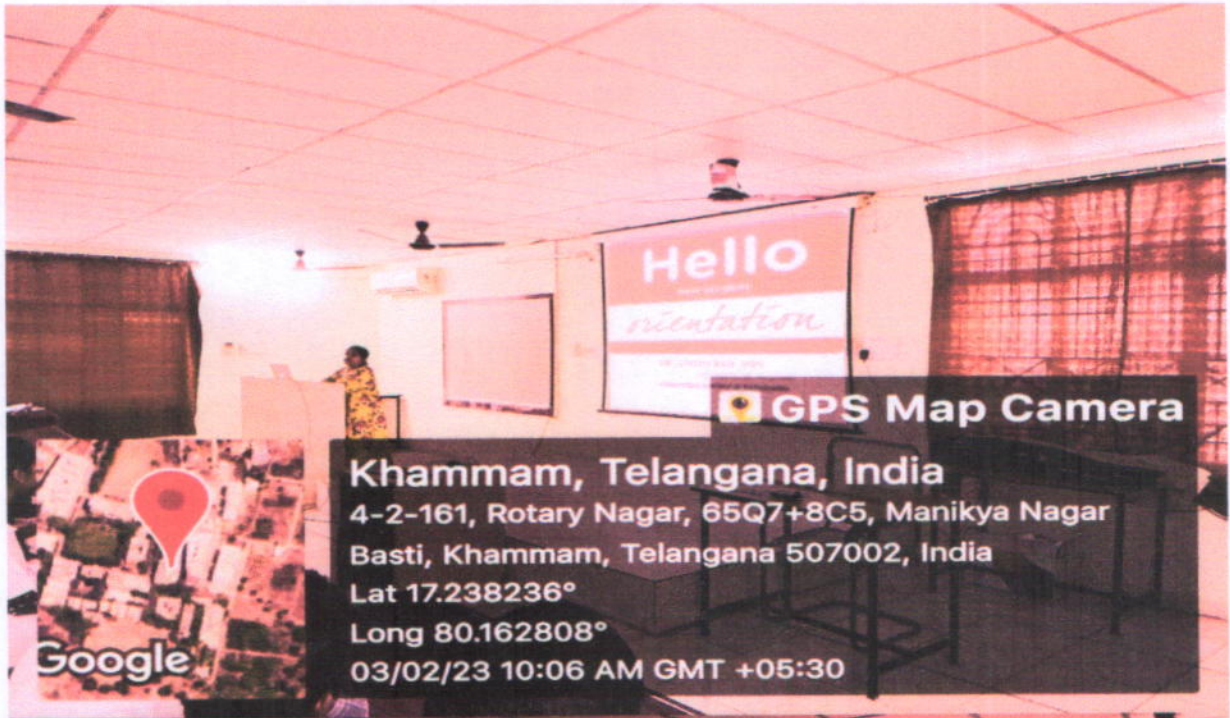 Hello
orientation
GPS Map Camera
Khammam, Telangana, India
4-2-161, Rotary Nagar, 65Q7+8C5, Manikya Nagar
Basti, Khammam, Telangana 507002, India
Lat 17.238236°
Long 80.162808°
03/02/23 10:06 AM GMT +05:30
Google